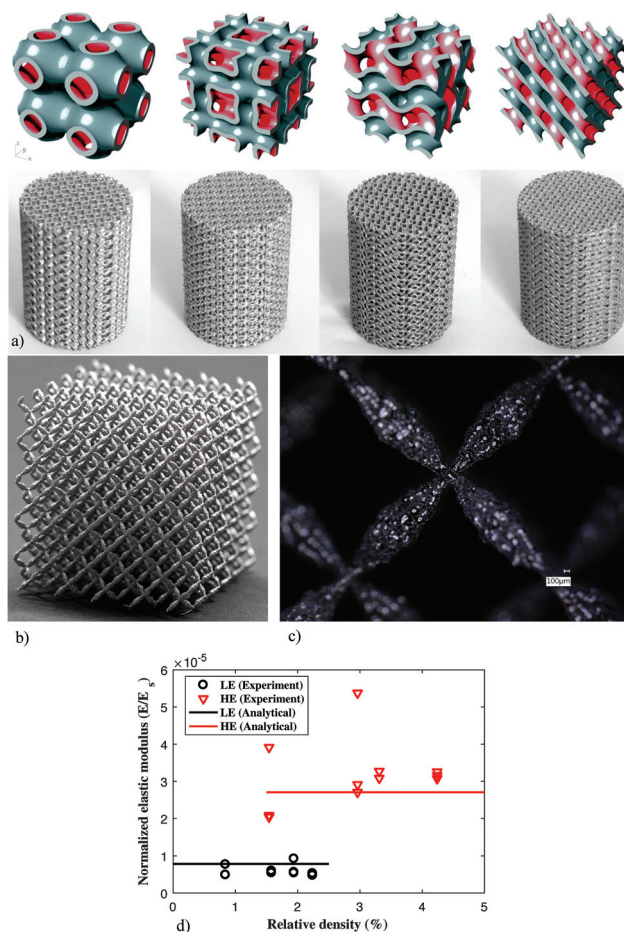 z
y
x
a)
100μm
b)
c)
×10⁻⁵
6
5
4
3
2
1
0
Normalized elastic modulus (E/Eₛ)
LE (Experiment)
HE (Experiment)
LE (Analytical)
HE (Analytical)
0 1 2 3 4 5
Relative density (%)
d)